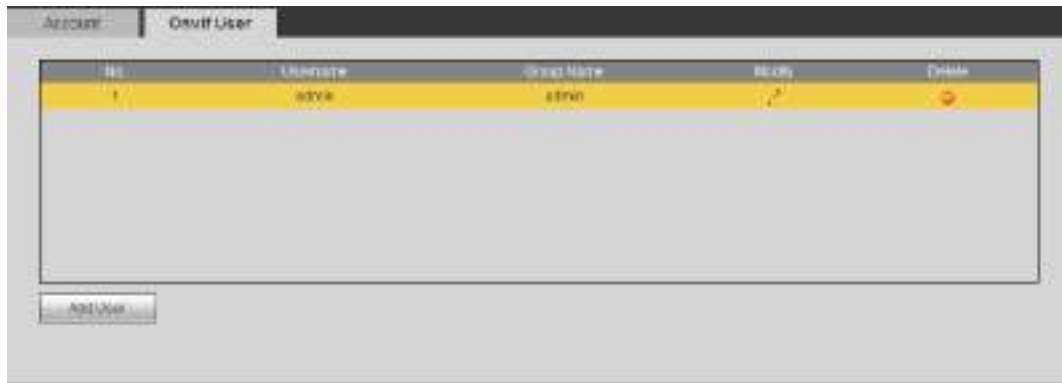 Account Onvif User
No. Username Group Name Modify Delete
1 admin admin
Add User